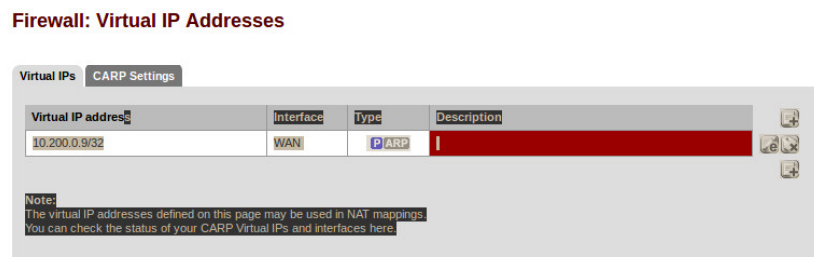 Firewall: Virtual IP Addresses
Virtual IPs CARP Settings
Virtual IP address Interface Type Description
10.200.0.9/32 WAN P ARP
Note:
The virtual IP addresses defined on this page may be used in NAT mappings.
You can check the status of your CARP Virtual IPs and interfaces here.